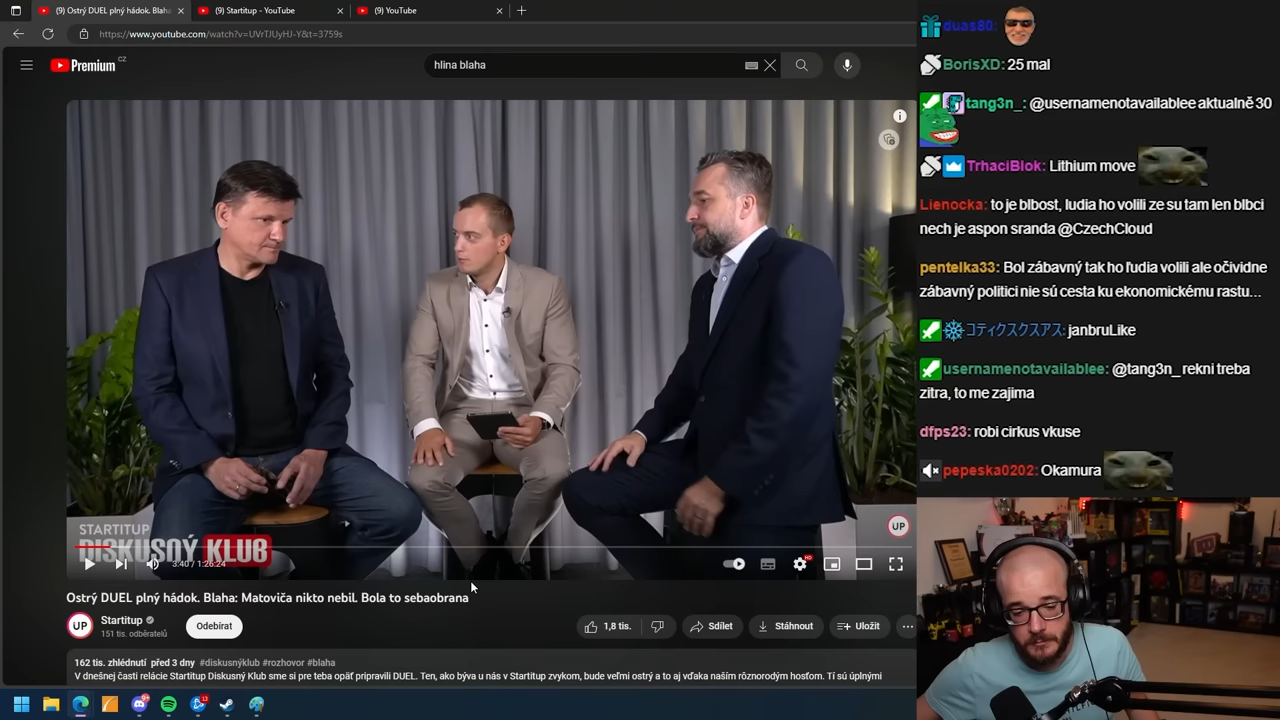 (9) Ostrý DUEL plný hádok. Blaha
(9) Startitup - YouTube
(9) YouTube
https://www.youtube.com/watch?v=UVrTJUyHJ-Y&t=3759s
Premium CZ
hlina blaha
STARTITUP
DISKUSNÝ KLUB
UP
3:40 / 1:26:24
HD
Ostrý DUEL plný hádok. Blaha: Matoviča nikto nebil. Bola to sebaobrana
UP
Startitup
151 tis. odběratelů
Odebírat
1,8 tis.
Sdílet
Stáhnout
Uložit
162 tis. zhlédnutí před 3 dny #diskusnýklub #rozhovor #blaha
V dnešnej časti relácie Startitup Diskusný Klub sme si pre teba opäť pripravili DUEL. Ten, ako býva u nás v Startitup zvykom, bude veľmi ostrý a to aj vďaka našim rôznorodým hosťom. Tí sú úplnými
duas80:
BorisXD: 25 mal
tang3n_: @usernamenotavailablee aktualně 30
TrhaciBlok: Lithium move
Lienocka: to je blbost, ludia ho volili ze su tam len blbci
nech je aspon sranda @CzechCloud
pentelka33: Bol zábavný tak ho ľudia volili ale očividne
zábavný politici nie sú cesta ku ekonomickému rastu...
コティクスクスアス: janbruLike
usernamenotavailablee: @tang3n_ rekni treba
zitra, to me zajima
dfps23: robi cirkus vkuse
pepeska0202: Okamura